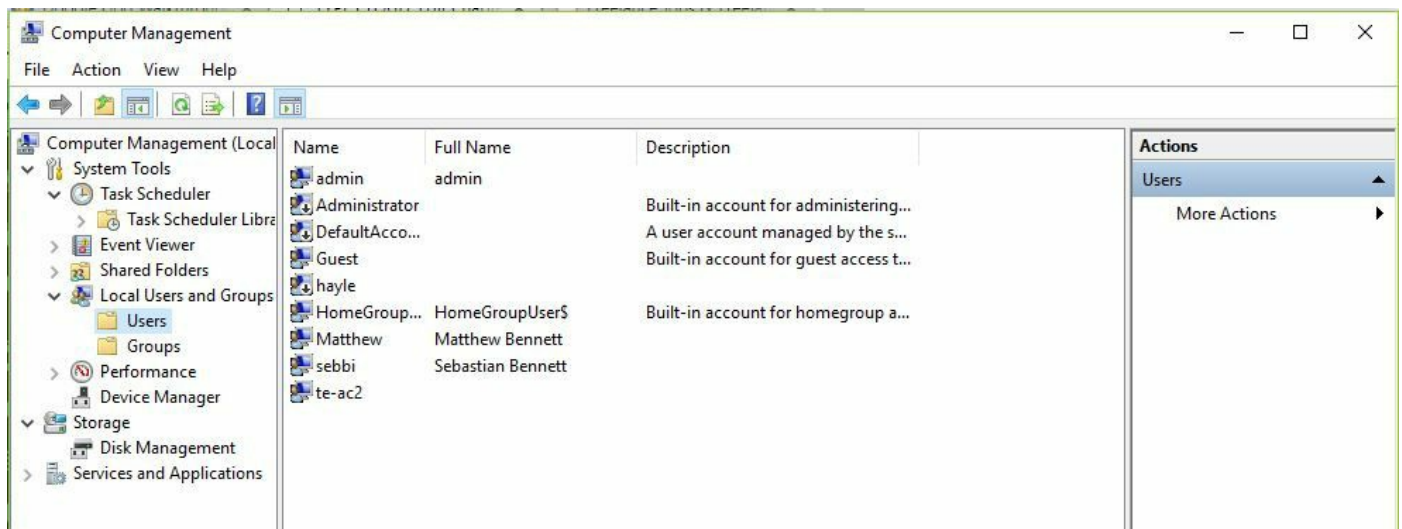 Computer Management
File Action View Help
Computer Management (Local
System Tools
Task Scheduler
Task Scheduler Libra
Event Viewer
Shared Folders
Local Users and Groups
Users
Groups
Performance
Device Manager
Storage
Disk Management
Services and Applications
Name Full Name Description
admin admin
Administrator Built-in account for administering...
DefaultAcco... A user account managed by the s...
Guest Built-in account for guest access t...
hayle
HomeGroup... HomeGroupUser$ Built-in account for homegroup a...
Matthew Matthew Bennett
sebbi Sebastian Bennett
te-ac2
Actions
Users
More Actions